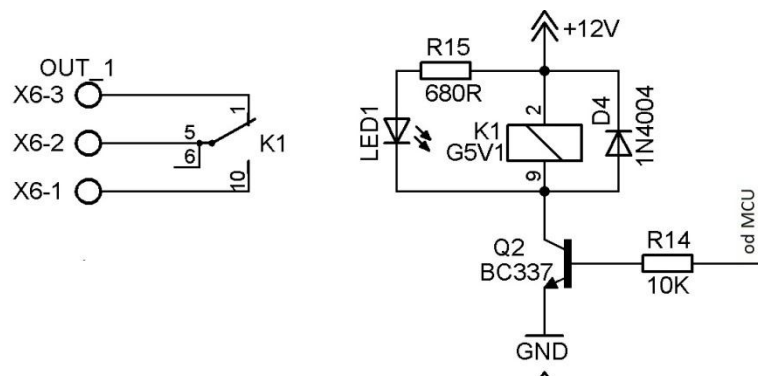 OUT_1
X6-3
X6-2
X6-1
1
5
6
10
K1
+12V
R15
680R
LED1
2
K1
G5V1
9
D4
1N4004
Q2
BC337
R14
10K
od MCU
GND